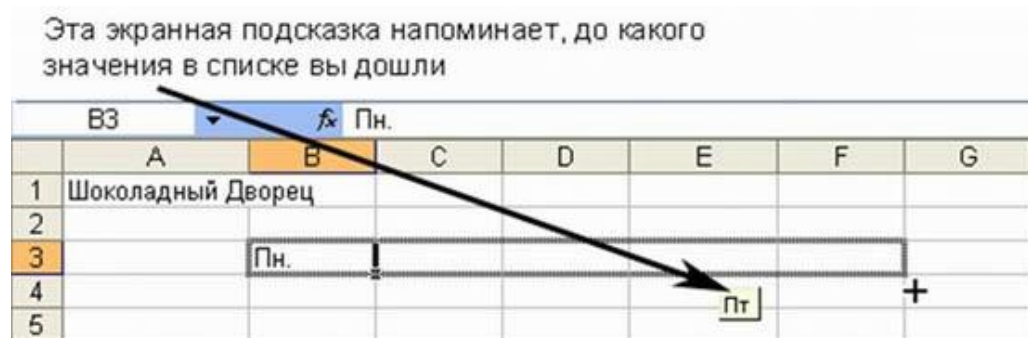 Эта экранная подсказка напоминает, до какого
значения в списке вы дошли
B3 fx Пн.
A B C D E F G
1 Шоколадный Дворец
2
3 Пн.
4
Пт
5